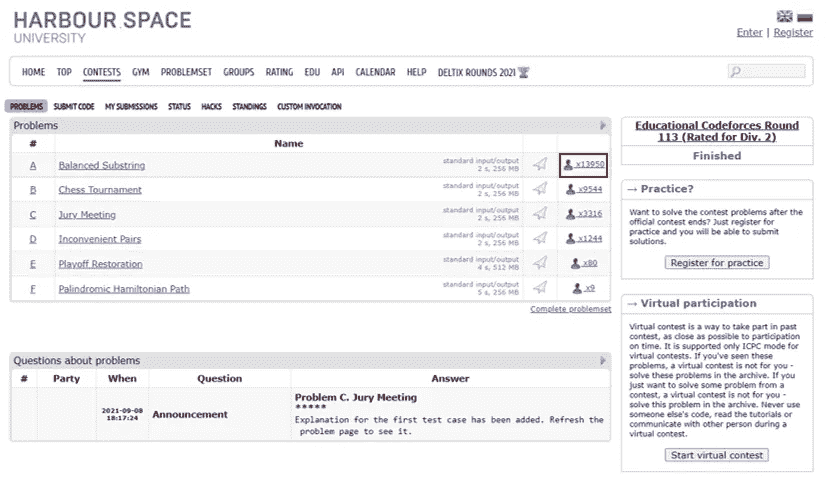 HARBOUR.SPACE
UNIVERSITY
Enter | Register
HOME TOP CONTESTS GYM PROBLEMSET GROUPS RATING EDU API CALENDAR HELP DELTIX ROUNDS 2021
PROBLEMS SUBMIT CODE MY SUBMISSIONS STATUS HACKS STANDINGS CUSTOM INVOCATION
Problems
# Name
A Balanced Substring standard input/output x13950
2 s, 256 MB
B Chess Tournament standard input/output x9544
2 s, 256 MB
C Jury Meeting standard input/output x3316
2 s, 256 MB
D Inconvenient Pairs standard input/output x1244
2 s, 256 MB
E Playoff Restoration standard input/output x80
4 s, 512 MB
F Palindromic Hamiltonian Path standard input/output x9
5 s, 256 MB
Complete problemset
Questions about problems
# Party When Question Answer
2021-09-08
18:17:24
Announcement
Problem C. Jury Meeting
*****
Explanation for the first test case has been added. Refresh the
problem page to see it.
Educational Codeforces Round
113 (Rated for Div. 2)
Finished
→ Practice?
Want to solve the contest problems after the
official contest ends? Just register for
practice and you will be able to submit
solutions.
Register for practice
→ Virtual participation
Virtual contest is a way to take part in past
contest, as close as possible to participation
on time. It is supported only ICPC mode for
virtual contests. If you've seen these
problems, a virtual contest is not for you -
solve these problems in the archive. If you
just want to solve some problem from a
contest, a virtual contest is not for you -
solve this problem in the archive. Never use
someone else's code, read the tutorials or
communicate with other person during a
virtual contest.
Start virtual contest